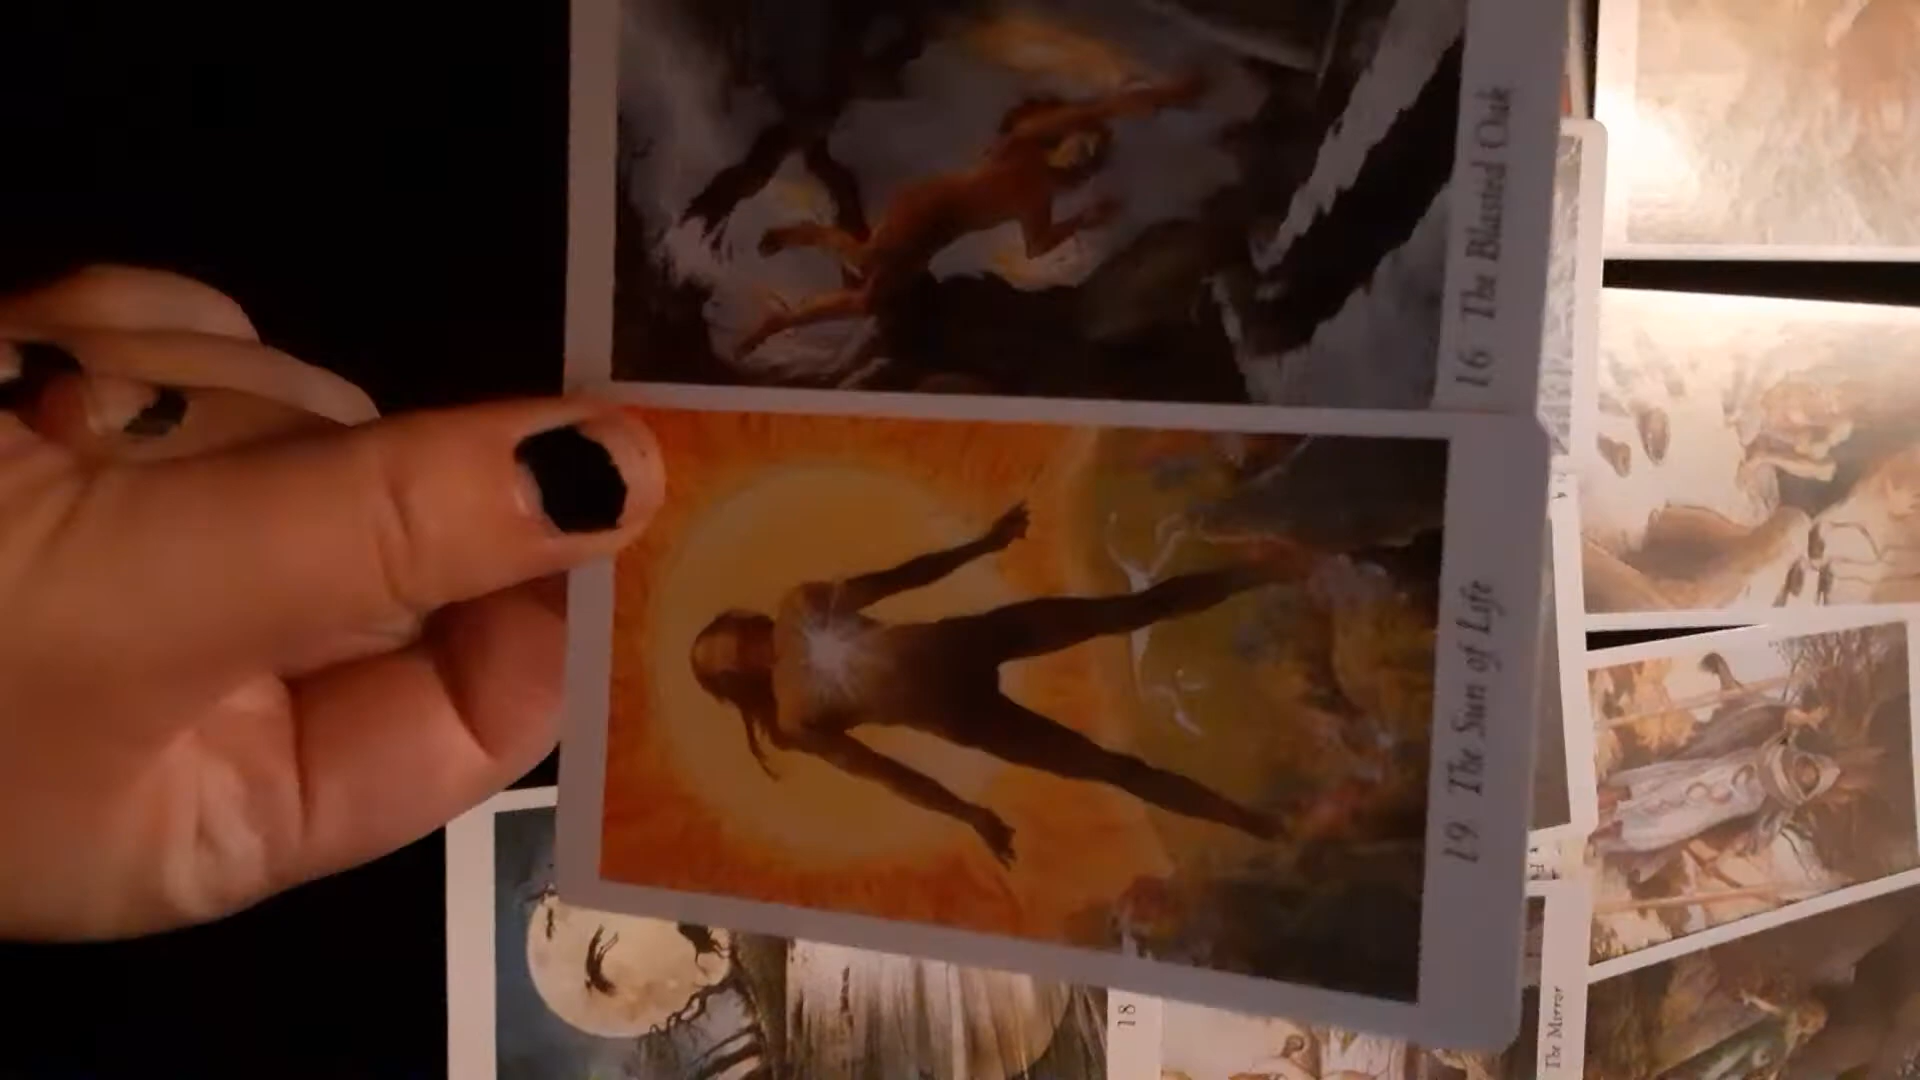 16 The Blasted Oak
19 The Sun of Life
18
The Mirror